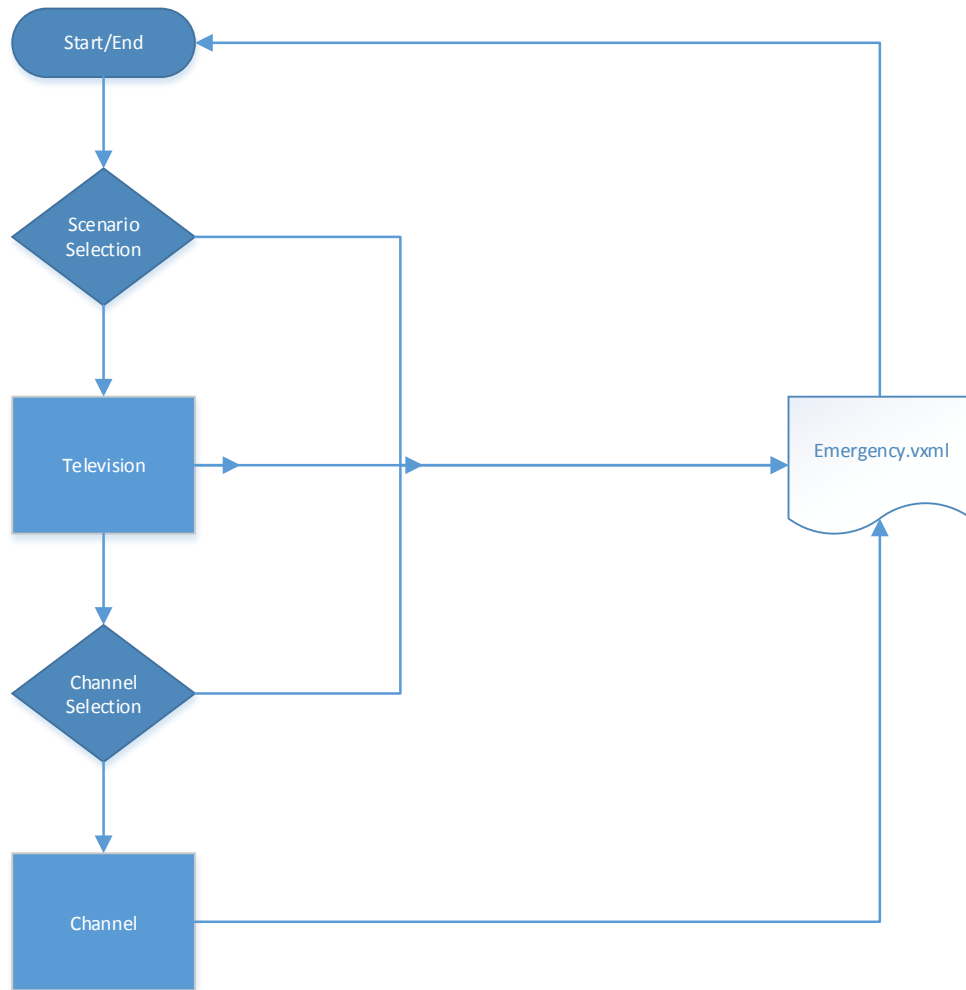 Start/End
Scenario
Selection
Television
Emergency.vxml
Channel
Selection
Channel